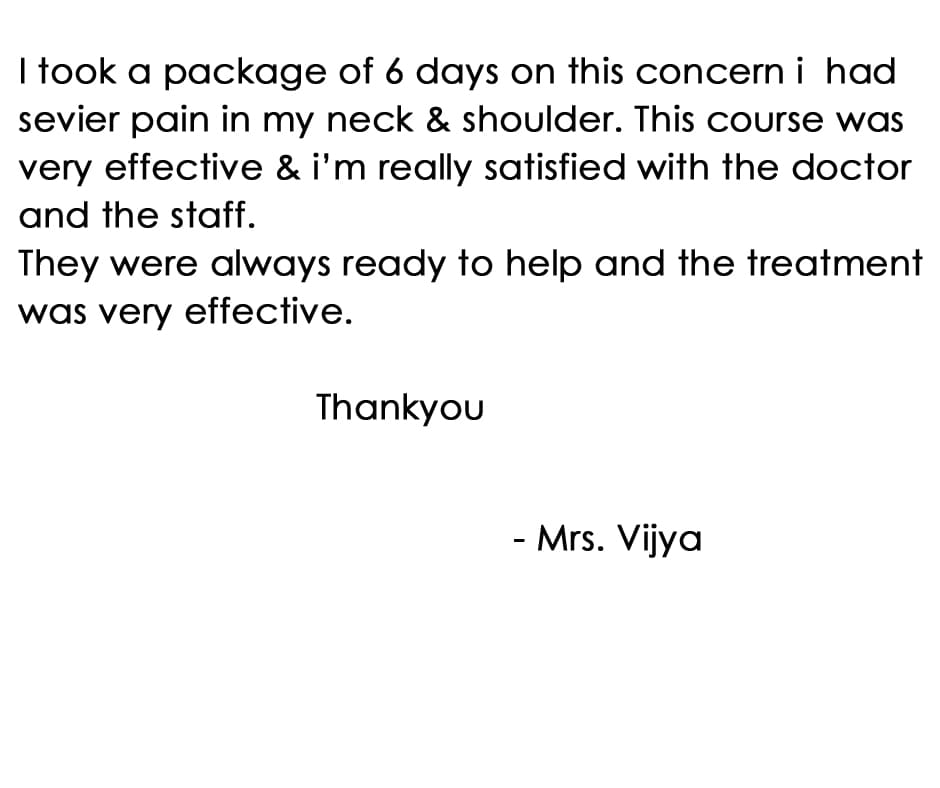 I took a package of 6 days on this concern i  had
sevier pain in my neck & shoulder. This course was
very effective & i’m really satisfied with the doctor
and the staff.
They were always ready to help and the treatment
was very effective.
Thankyou
- Mrs. Vijya